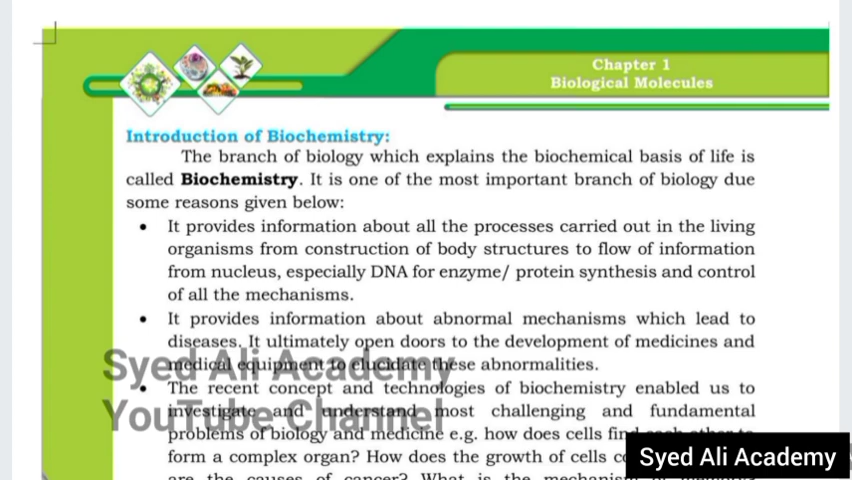 Chapter 1
Biological Molecules
Introduction of Biochemistry:
The branch of biology which explains the biochemical basis of life is
called Biochemistry. It is one of the most important branch of biology due
some reasons given below:
• It provides information about all the processes carried out in the living
organisms from construction of body structures to flow of information
from nucleus, especially DNA for enzyme/ protein synthesis and control
of all the mechanisms.
• It provides information about abnormal mechanisms which lead to
diseases. It ultimately open doors to the development of medicines and
medical equipment to elucidate these abnormalities.
Syed Ali Academy
• The recent concept and technologies of biochemistry enabled us to
investigate and understand most challenging and fundamental
YouTube Channel
problems of biology and medicine e.g. how does cells find each other to
form a complex organ? How does the growth of cells
Syed Ali Academy
are the causes of cancer? What is the mechanism of